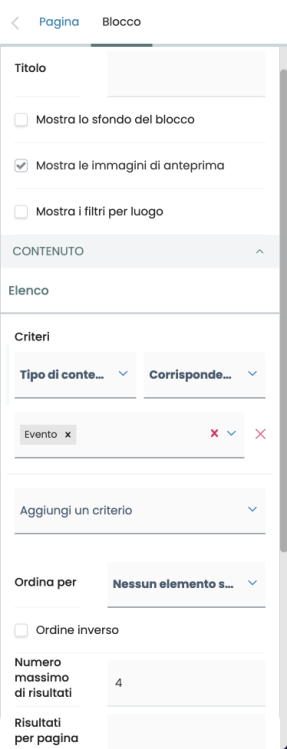 Pagina Blocco
Titolo
Mostra lo sfondo del blocco
Mostra le immagini di anteprima
Mostra i filtri per luogo
CONTENUTO
Elenco
Criteri
Tipo di conte... Corrisponde...
Evento x
Aggiungi un criterio
Ordina per Nessun elemento s...
Ordine inverso
Numero
massimo
di risultati
4
Risultati
per pagina